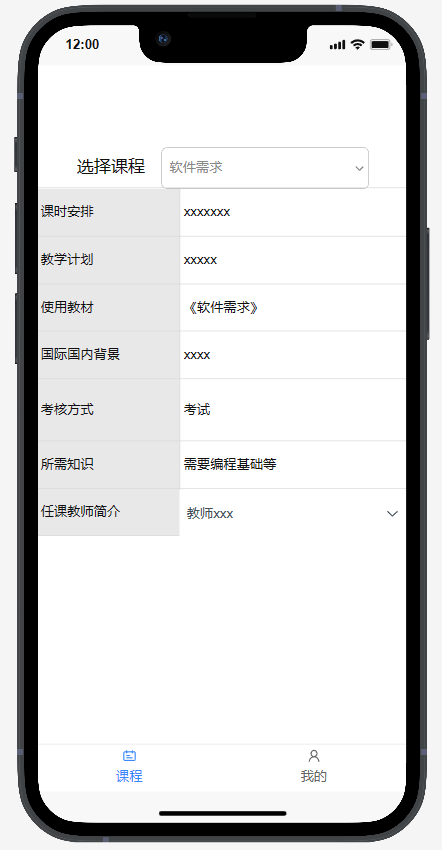 12:00
选择课程 软件需求
课时安排 xxxxxxx
教学计划 xxxxx
使用教材 《软件需求》
国际国内背景 xxxx
考核方式 考试
所需知识 需要编程基础等
任课教师简介 教师xxx
课程 我的